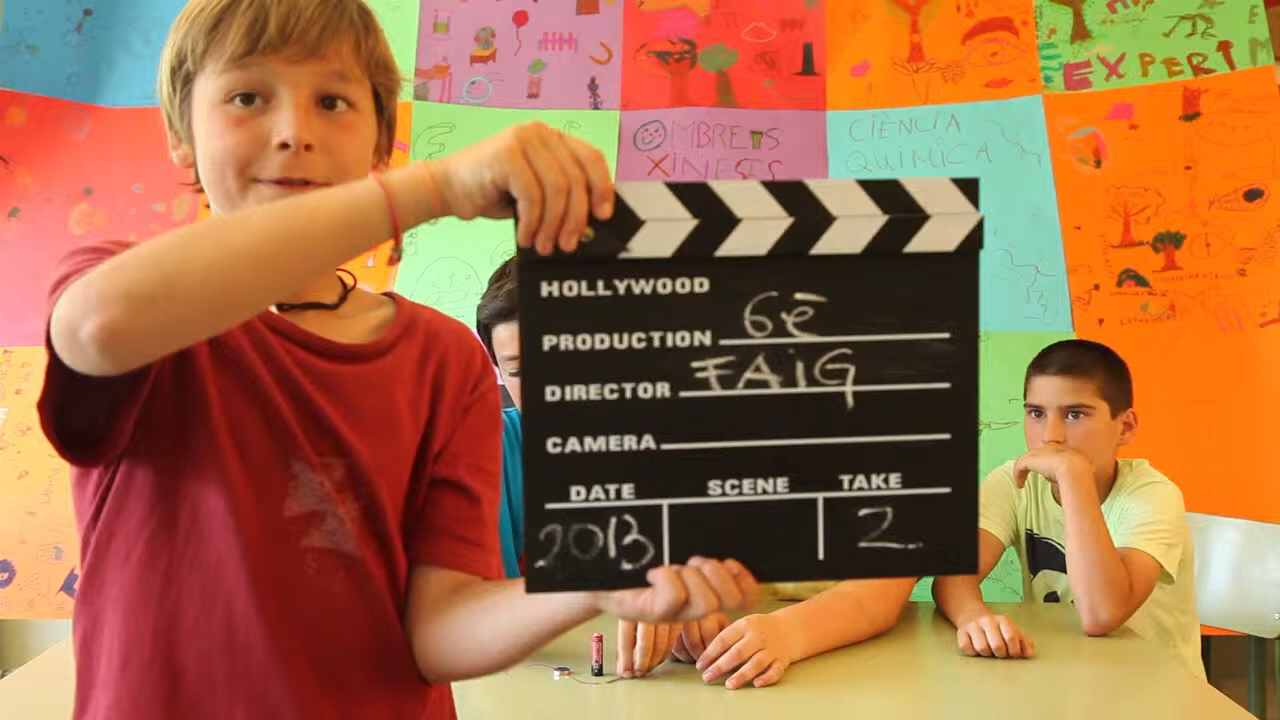 EXPERIM
OMBRES
XINESES
CIÈNCIA
QUÍMICA
HOLLYWOOD
PRODUCTION 6è
DIRECTOR FAIG
CAMERA
DATE SCENE TAKE
2013 2